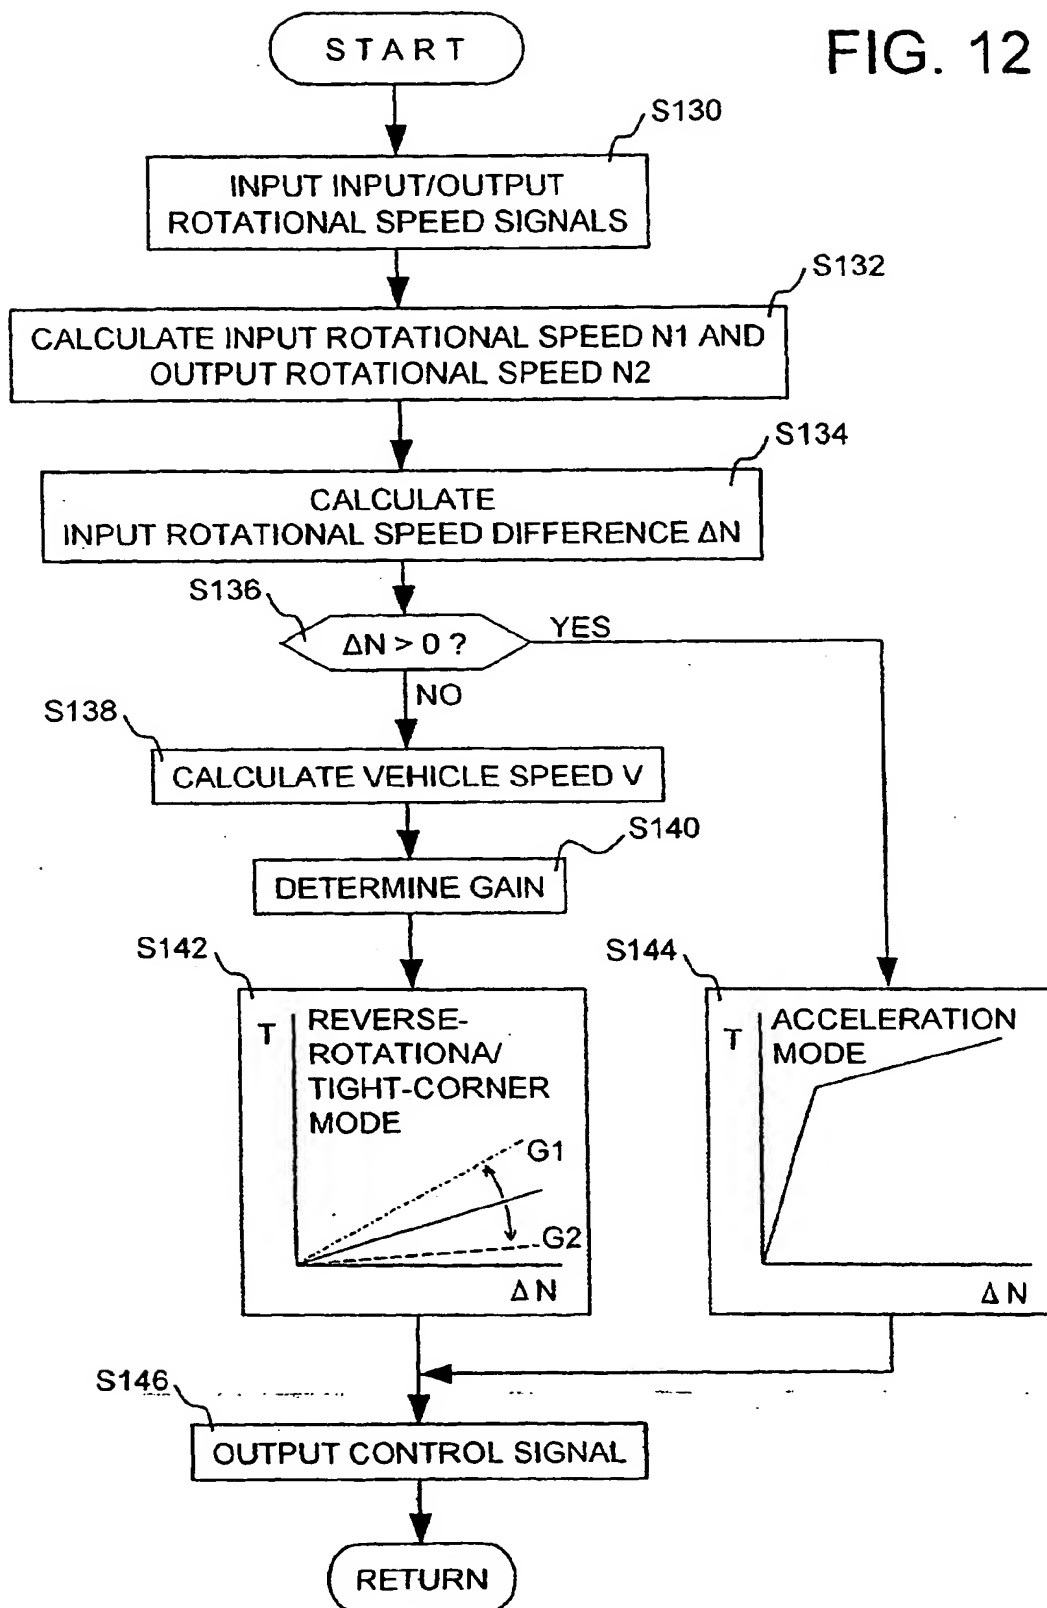 FIG. 12
START
S130
INPUT INPUT/OUTPUT
ROTATIONAL SPEED SIGNALS
S132
CALCULATE INPUT ROTATIONAL SPEED N1 AND
OUTPUT ROTATIONAL SPEED N2
S134
CALCULATE
INPUT ROTATIONAL SPEED DIFFERENCE ΔN
S136
ΔN > 0 ?
YES
NO
S138
CALCULATE VEHICLE SPEED V
S140
DETERMINE GAIN
S142
T
REVERSE-
ROTATIONA/
TIGHT-CORNER
MODE
G1
G2
ΔN
S144
T
ACCELERATION
MODE
ΔN
S146
OUTPUT CONTROL SIGNAL
RETURN